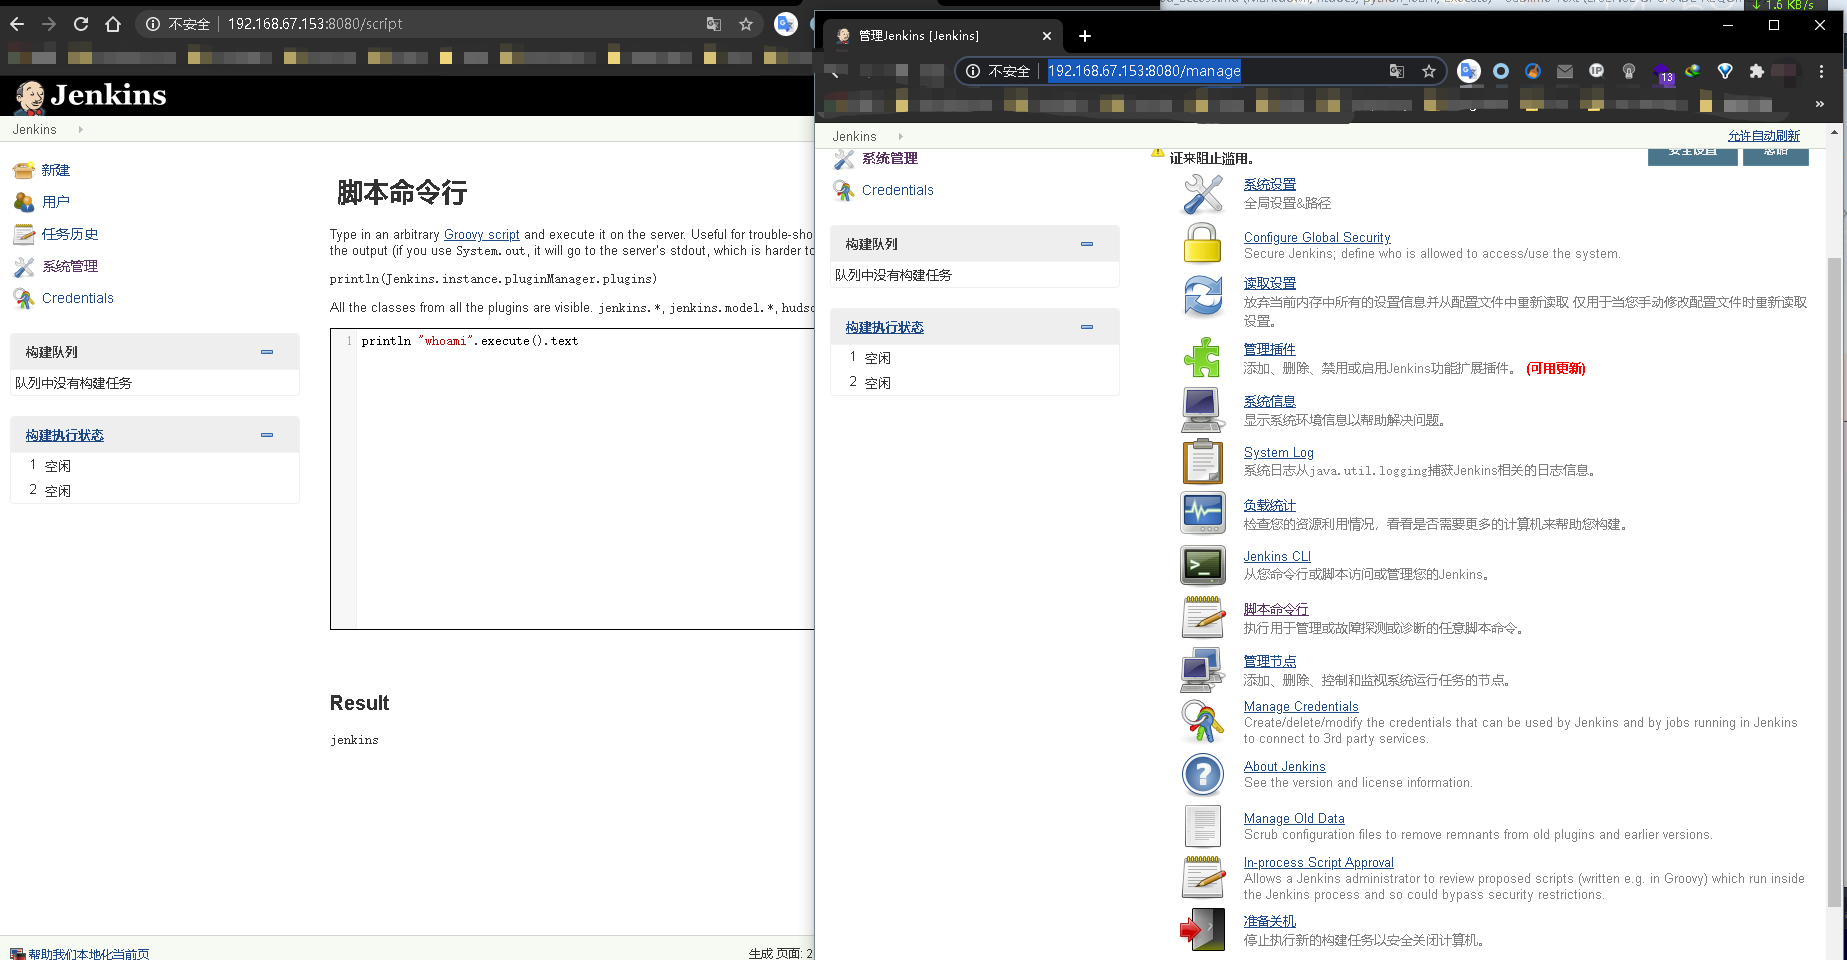 不安全 192.168.67.153:8080/script
Jenkins
Jenkins
新建
用户
任务历史
系统管理
Credentials
构建队列
队列中没有构建任务
构建执行状态
1 空闲
2 空闲
脚本命令行
Type in an arbitrary Groovy script and execute it on the server. Useful for trouble-sho
the output (if you use System.out, it will go to the server's stdout, which is harder to
println(Jenkins.instance.pluginManager.plugins)
All the classes from all the plugins are visible. jenkins.*, jenkins.model.*, hudso
1 println "whoami".execute().text
Result
jenkins
帮助我们本地化当前页
生成 页面: 2
1.6 KB/s
管理Jenkins [Jenkins]
不安全 192.168.67.153:8080/manage
13
Jenkins
允许自动刷新
系统管理
Credentials
构建队列
队列中没有构建任务
构建执行状态
1 空闲
2 空闲
证来阻止滥用。
安全设置
系统设置
全局设置&路径
Configure Global Security
Secure Jenkins; define who is allowed to access/use the system.
读取设置
放弃当前内存中所有的设置信息并从配置文件中重新读取 仅用于当您手动修改配置文件时重新读取
设置。
管理插件
添加、删除、禁用或启用Jenkins功能扩展插件。 (可用更新)
系统信息
显示系统环境信息以帮助解决问题。
System Log
系统日志从java.util.logging捕获Jenkins相关的日志信息。
负载统计
检查您的资源利用情况，看看是否需要更多的计算机来帮助您构建。
Jenkins CLI
从您命令行或脚本访问或管理您的Jenkins。
脚本命令行
执行用于管理或故障探测或诊断的任意脚本命令。
管理节点
添加、删除、控制和监视系统运行任务的节点。
Manage Credentials
Create/delete/modify the credentials that can be used by Jenkins and by jobs running in Jenkins
to connect to 3rd party services.
About Jenkins
See the version and license information.
Manage Old Data
Scrub configuration files to remove remnants from old plugins and earlier versions.
In-process Script Approval
Allows a Jenkins administrator to review proposed scripts (written e.g. in Groovy) which run inside
the Jenkins process and so could bypass security restrictions.
准备关机
停止执行新的构建任务以安全关闭计算机。